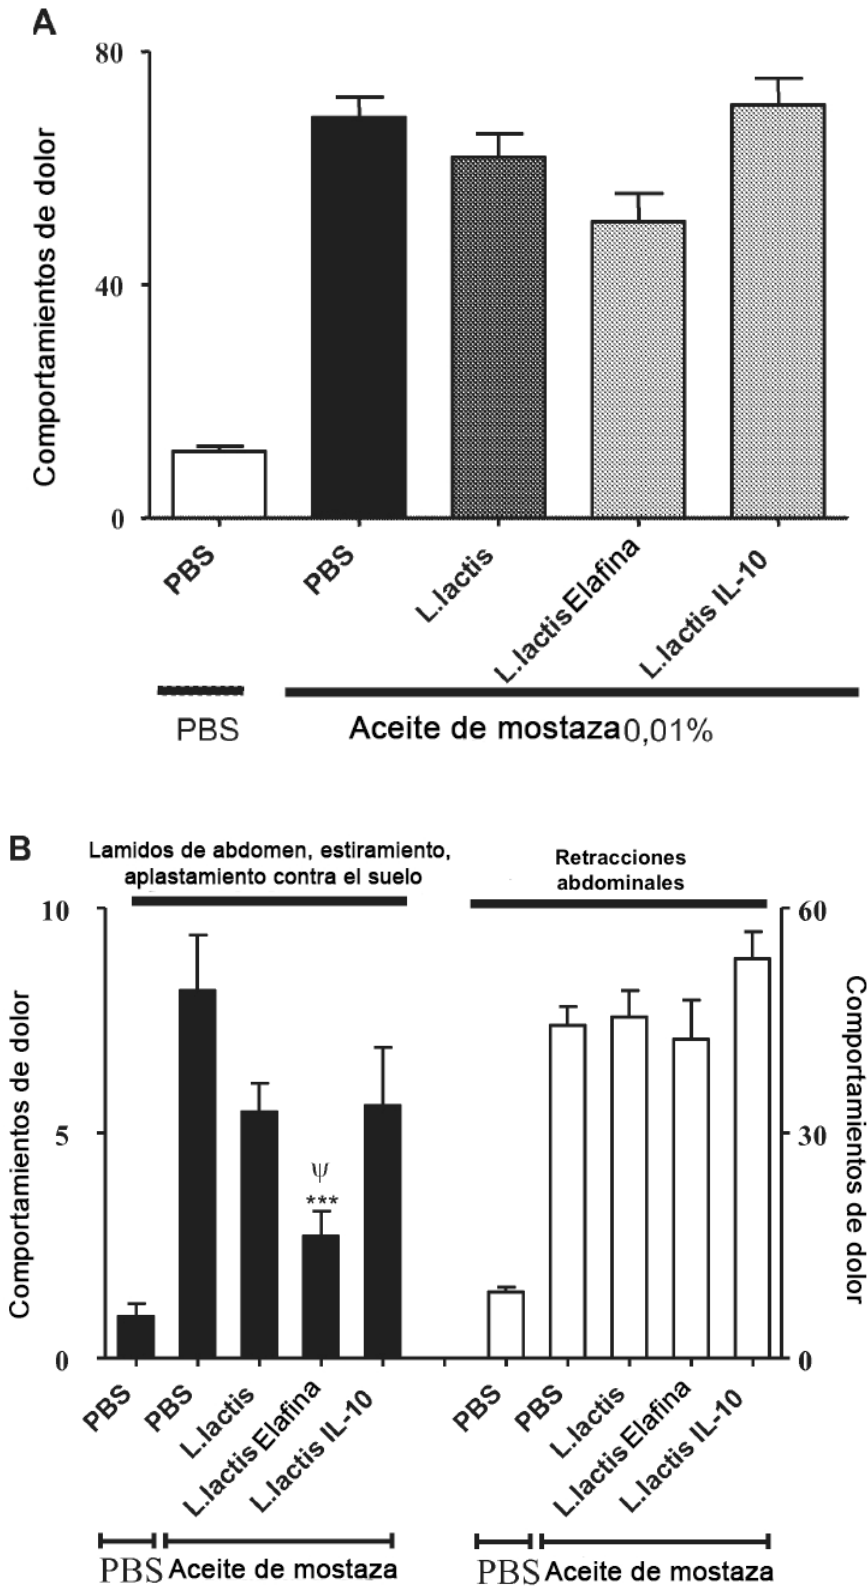 A
Comportamientos de dolor
80
40
0
PBS
PBS
L.lactis
L.lactis Elafina
L.lactis IL-10
PBS
Aceite de mostaza 0,01%
B
Lamidos de abdomen, estiramiento,
aplastamiento contra el suelo
Retracciones
abdominales
Comportamientos de dolor
10
5
0
ψ
***
60
30
0
Comportamientos de dolor
PBS
PBS
L.lactis
L.lactis Elafina
L.lactis IL-10
PBS
PBS
L.lactis
L.lactis Elafina
L.lactis IL-10
PBS
Aceite de mostaza
PBS
Aceite de mostaza